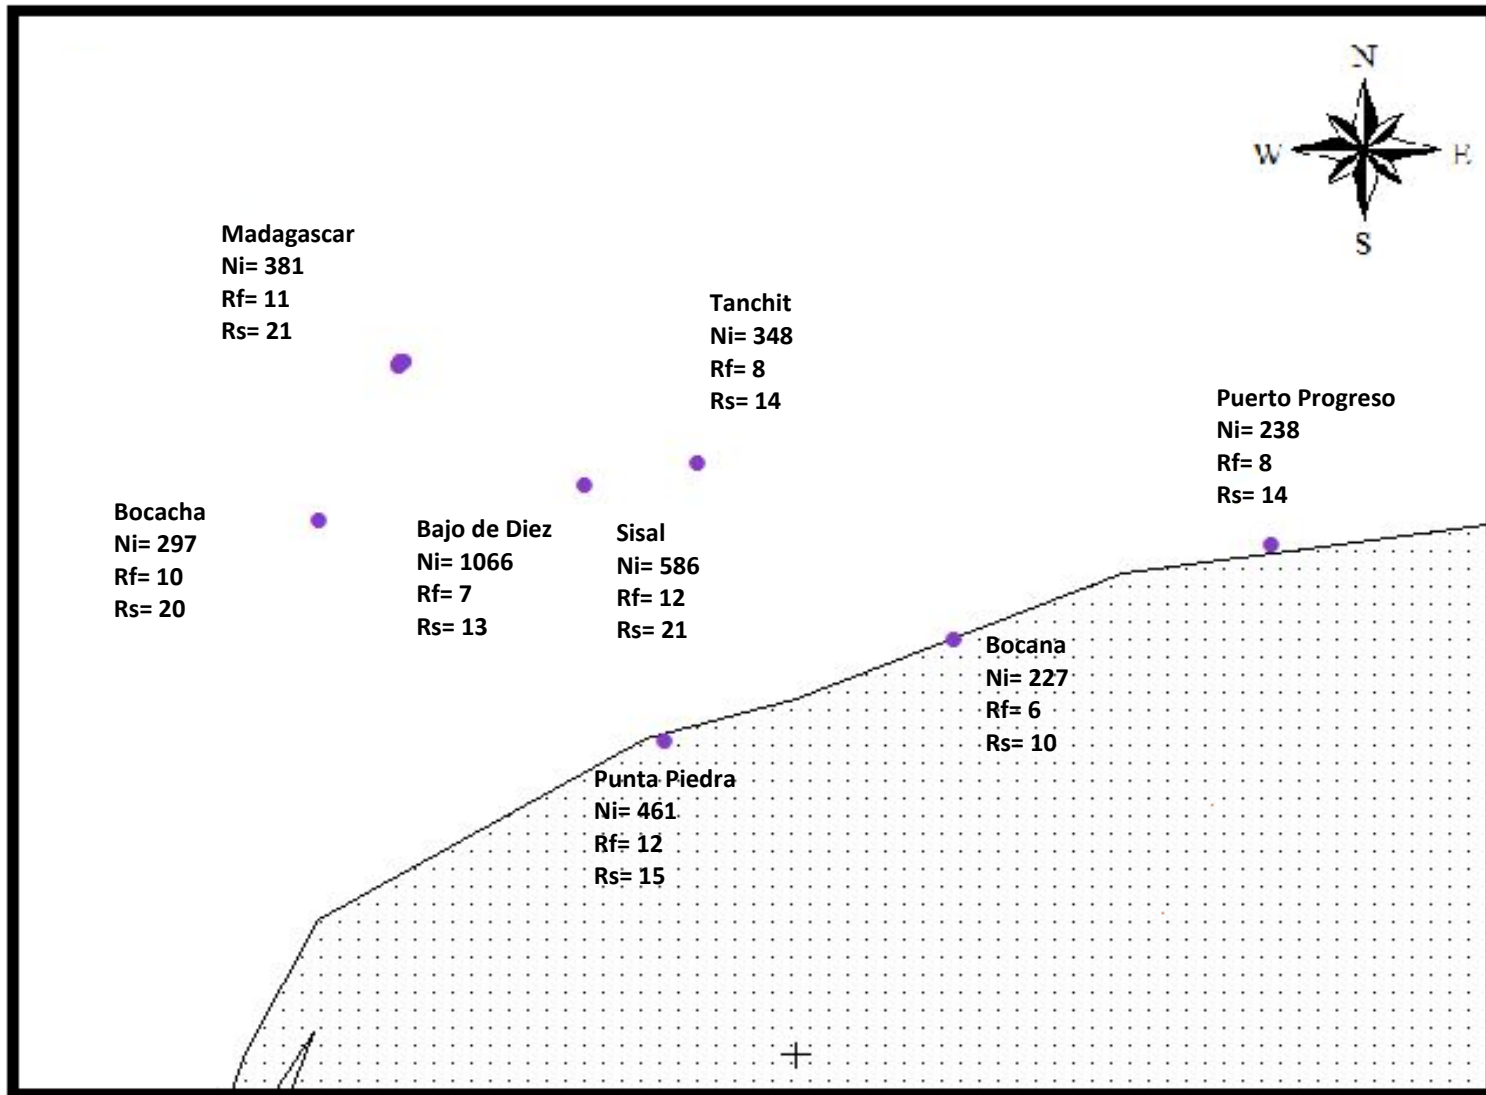 N
W E
S
Madagascar
Ni= 381
Rf= 11
Rs= 21
Tanchit
Ni= 348
Rf= 8
Rs= 14
Puerto Progreso
Ni= 238
Rf= 8
Rs= 14
Bocacha
Ni= 297
Rf= 10
Rs= 20
Bajo de Diez
Ni= 1066
Rf= 7
Rs= 13
Sisal
Ni= 586
Rf= 12
Rs= 21
Bocana
Ni= 227
Rf= 6
Rs= 10
Punta Piedra
Ni= 461
Rf= 12
Rs= 15